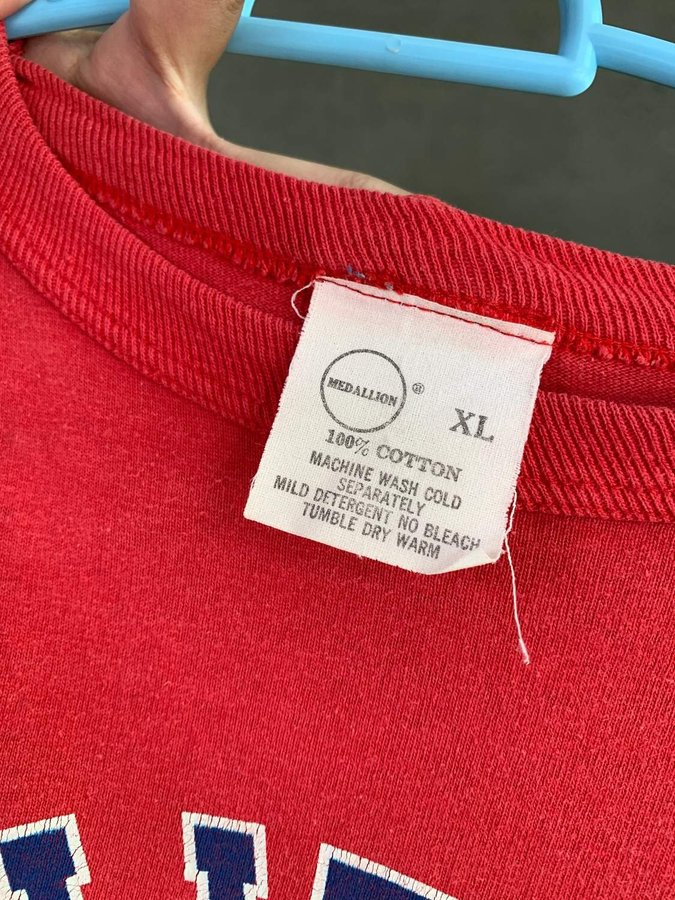 MEDALLION ®
XL
100% COTTON
MACHINE WASH COLD
SEPARATELY
MILD DETERGENT NO BLEACH
TUMBLE DRY WARM